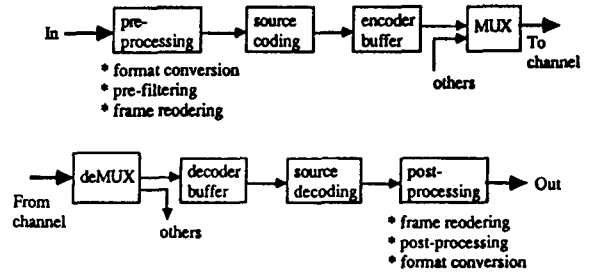 In
pre-
processing
source
coding
encoder
buffer
MUX
To
channel
others
* format conversion
* pre-filtering
* frame reodering
From
channel
deMUX
decoder
buffer
source
decoding
post-
processing
Out
others
* frame reodering
* post-processing
* format conversion